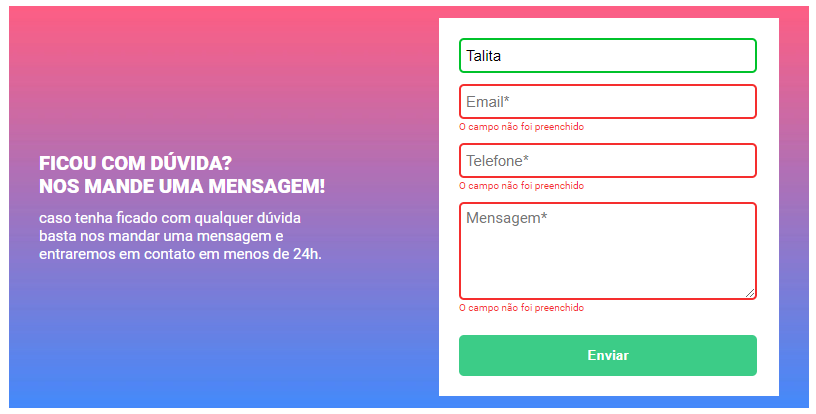 FICOU COM DÚVIDA?
NOS MANDE UMA MENSAGEM!
caso tenha ficado com qualquer dúvida
basta nos mandar uma mensagem e
entraremos em contato em menos de 24h.
Talita
Email*
O campo não foi preenchido
Telefone*
O campo não foi preenchido
Mensagem*
O campo não foi preenchido
Enviar